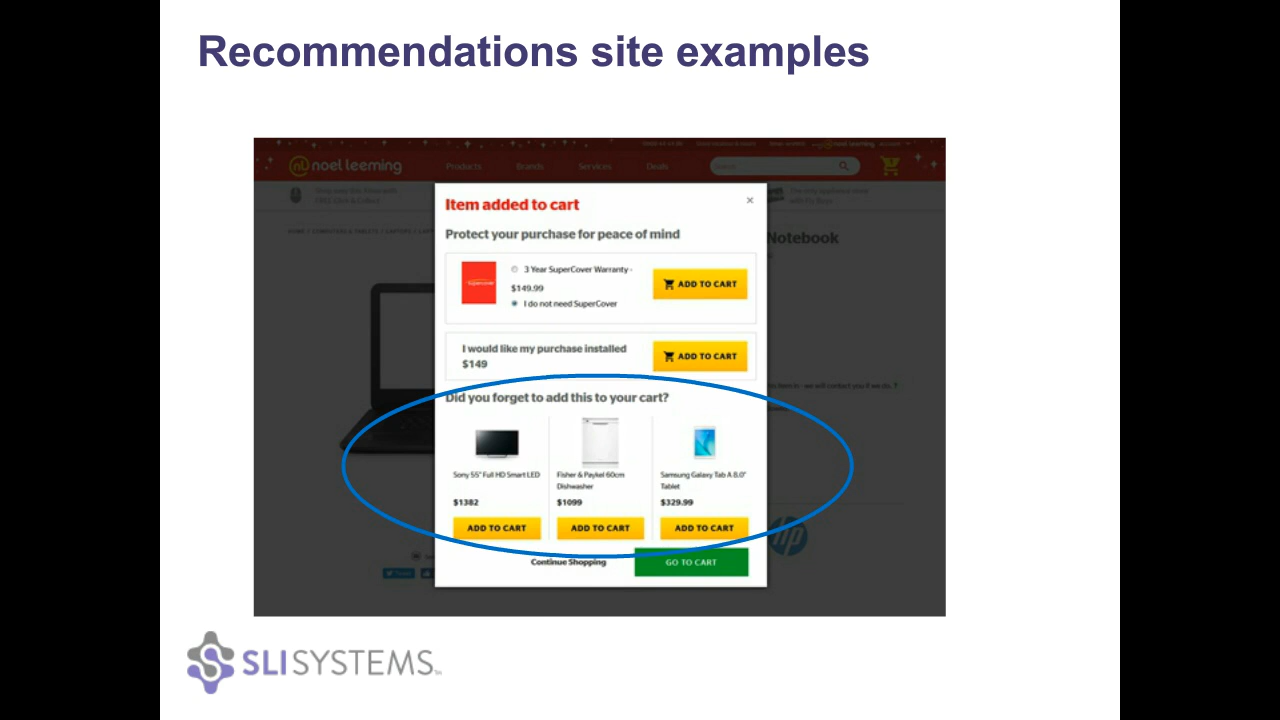 Recommendations site examples
noel leeming
Products Brands Services Deals
Item added to cart
×
Protect your purchase for peace of mind
Notebook
3 Year SuperCover Warranty -
$149.99
I do not need SuperCover
ADD TO CART
I would like my purchase installed
$149
ADD TO CART
Did you forget to add this to your cart?
Sony 55" Full HD Smart LED
$1382
ADD TO CART
Fisher & Paykel 60cm
Dishwasher
$1099
ADD TO CART
Samsung Galaxy Tab A 8.0"
Tablet
$329.99
ADD TO CART
hp
Continue Shopping
GO TO CART
SLISYSTEMS